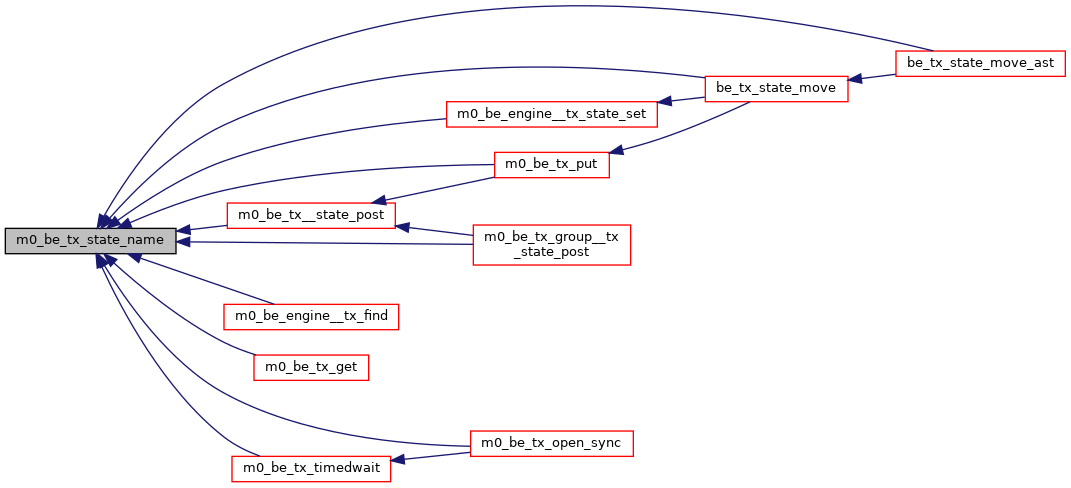 be_tx_state_move_ast
be_tx_state_move
m0_be_engine__tx_state_set
m0_be_tx_put
m0_be_tx__state_post
m0_be_tx_state_name
m0_be_tx_group__tx
_state_post
m0_be_engine__tx_find
m0_be_tx_get
m0_be_tx_open_sync
m0_be_tx_timedwait